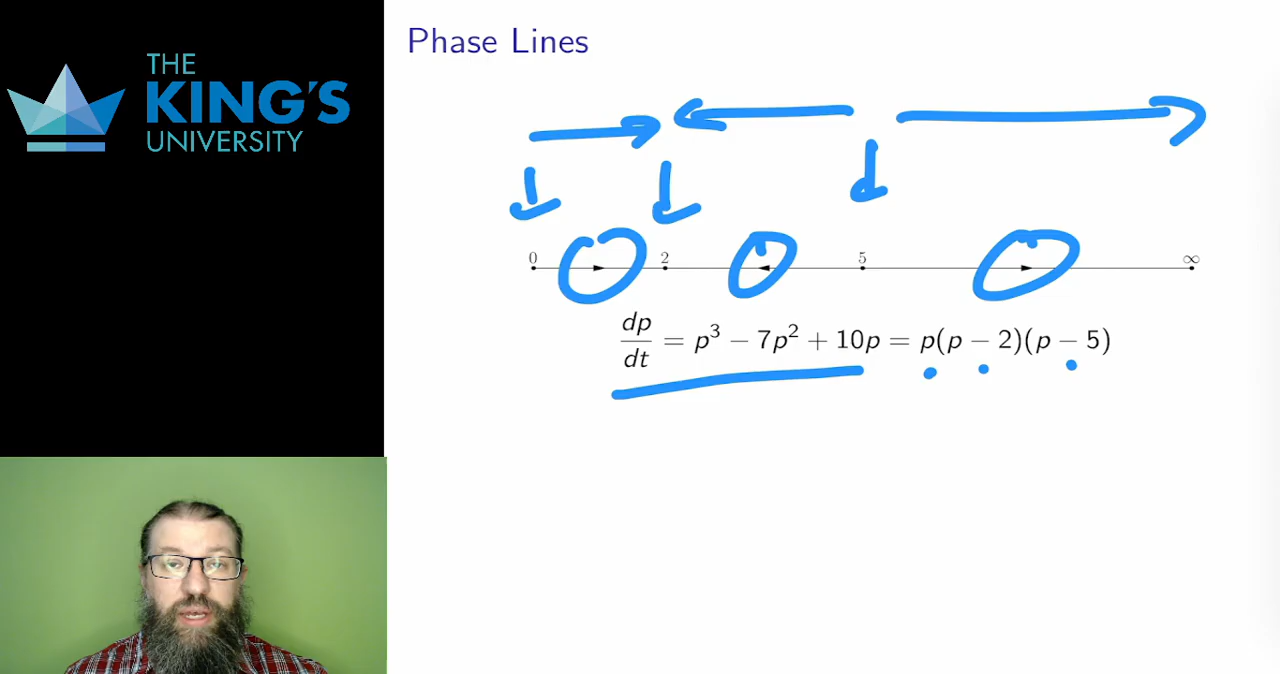 THE
KING'S
UNIVERSITY
Phase Lines
0 2 5 ∞
dp/dt = p³ − 7p² + 10p = p(p − 2)(p − 5)